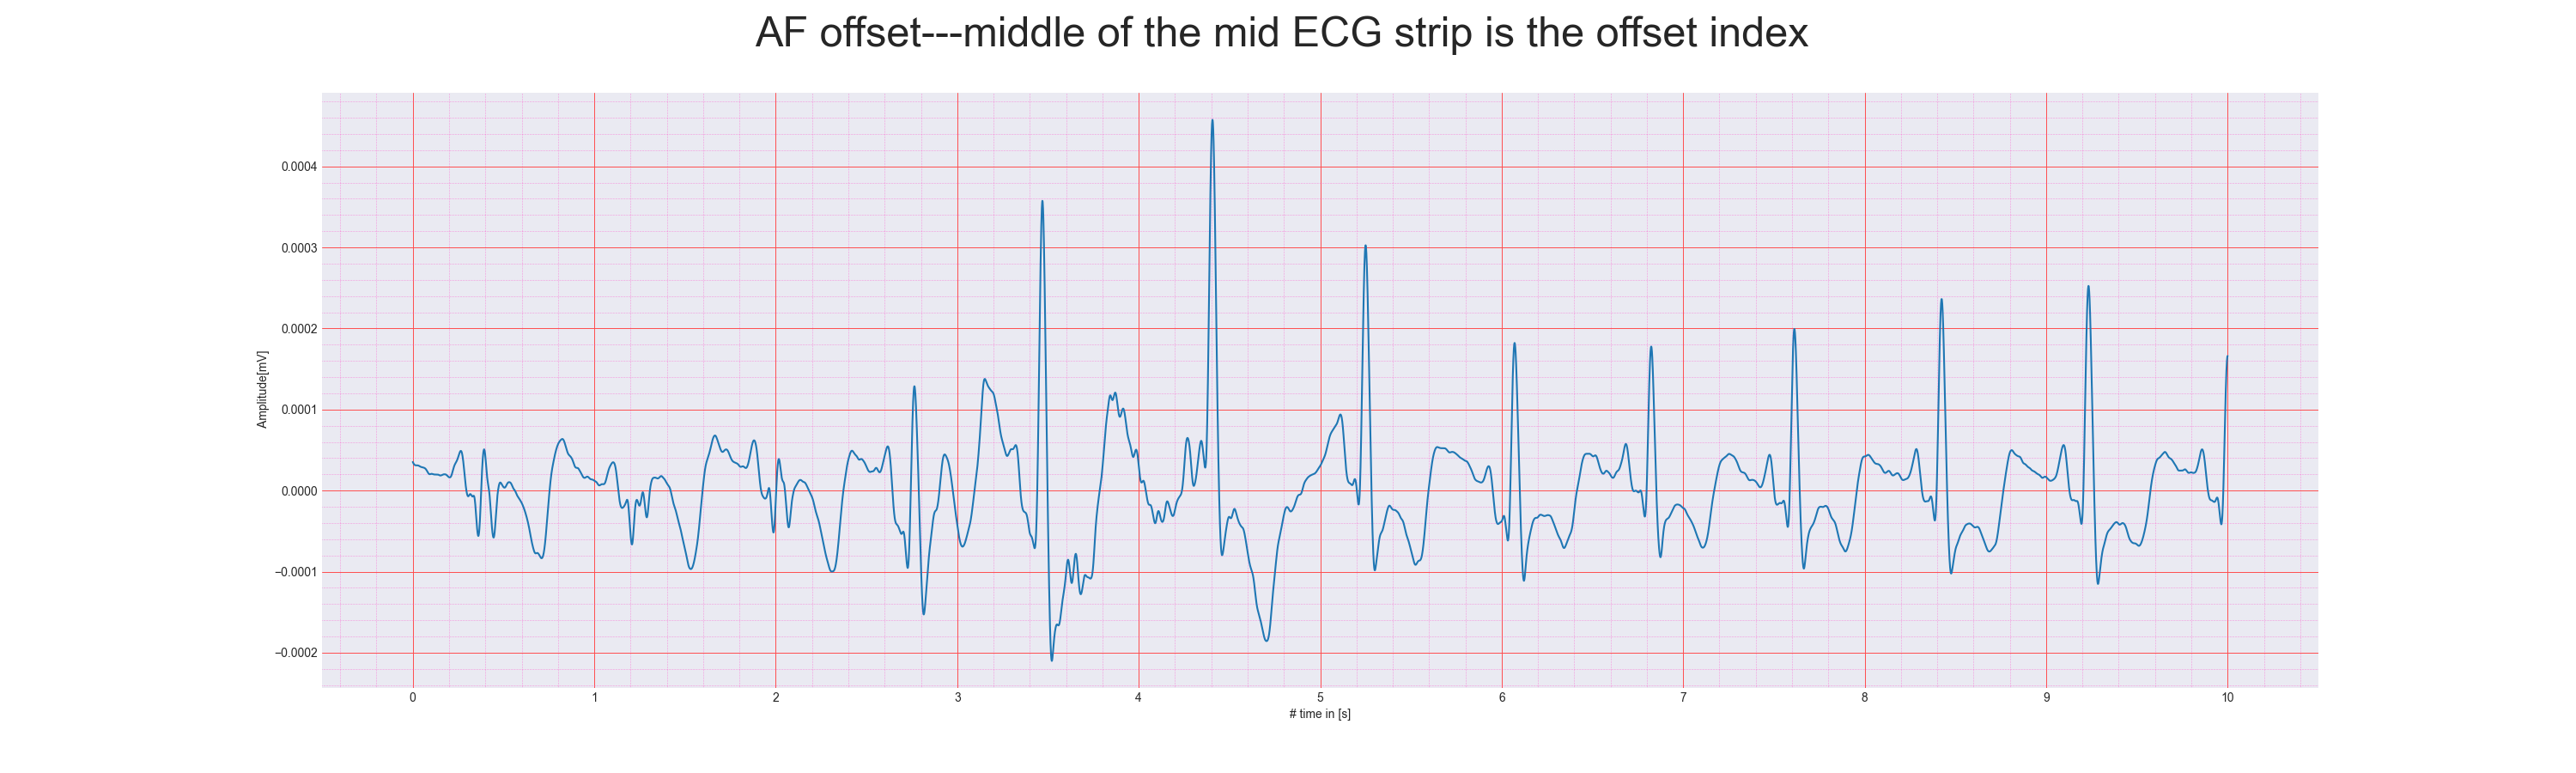 AF offset---middle of the mid ECG strip is the offset index
0.0004
0.0003
0.0002
0.0001
0.0000
−0.0001
−0.0002
Amplitude[mV]
0 1 2 3 4 5 6 7 8 9 10
# time in [s]